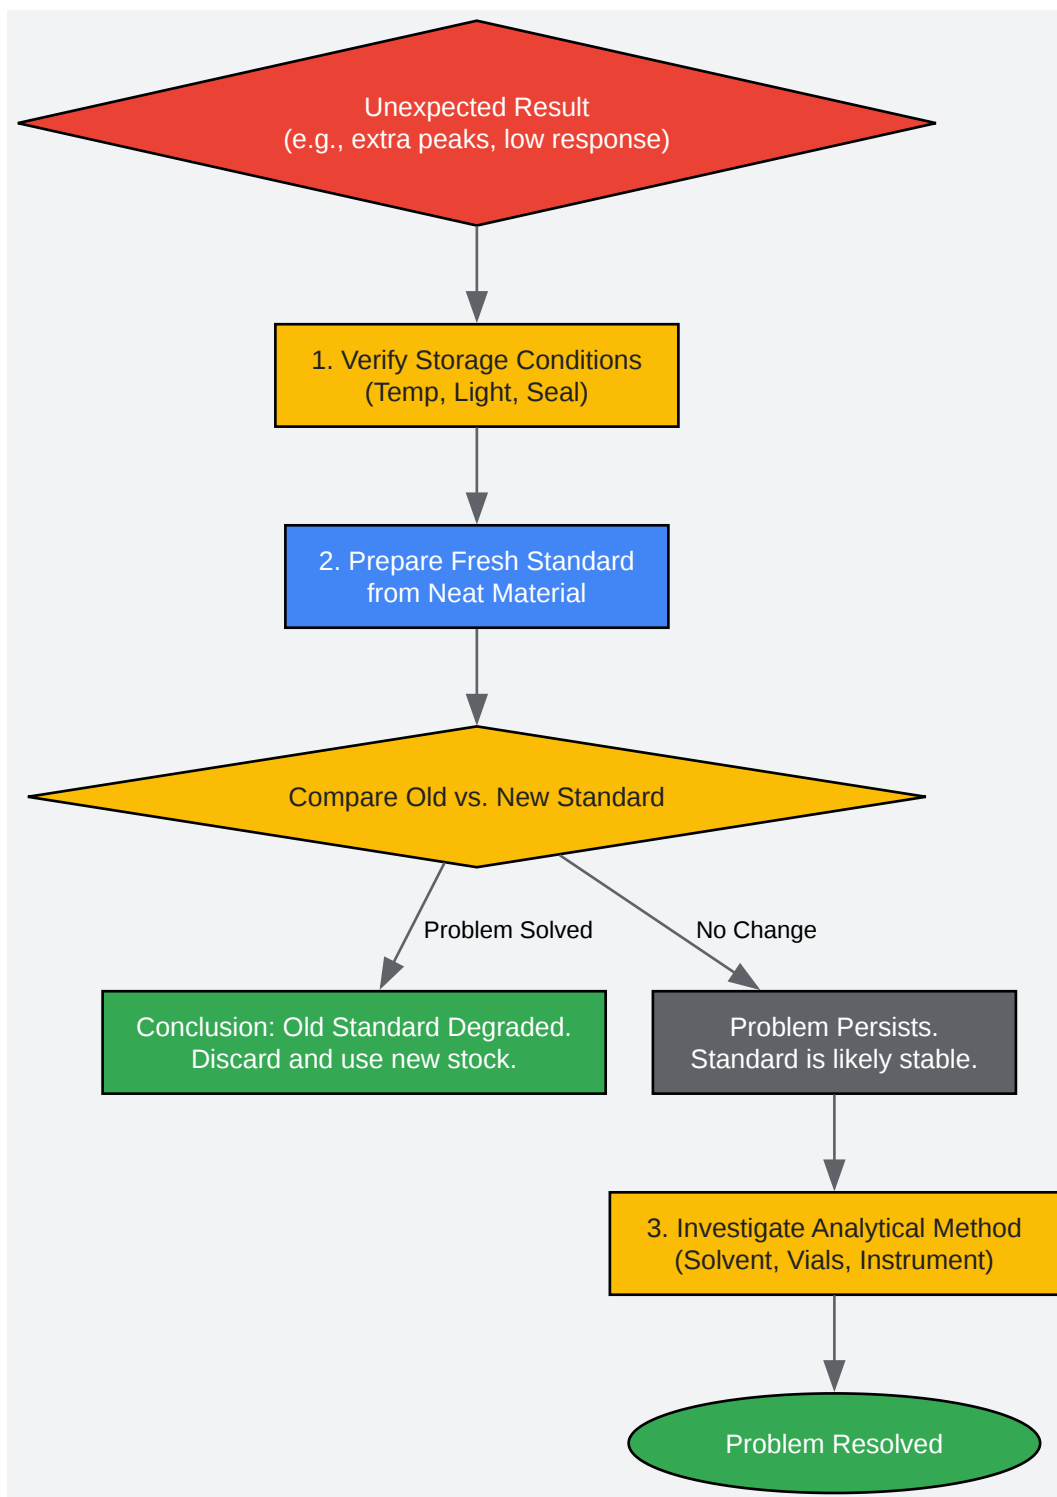 Unexpected Result
(e.g., extra peaks, low response)
1. Verify Storage Conditions
(Temp, Light, Seal)
2. Prepare Fresh Standard
from Neat Material
Compare Old vs. New Standard
Problem Solved
No Change
Conclusion: Old Standard Degraded.
Discard and use new stock.
Problem Persists.
Standard is likely stable.
3. Investigate Analytical Method
(Solvent, Vials, Instrument)
Problem Resolved